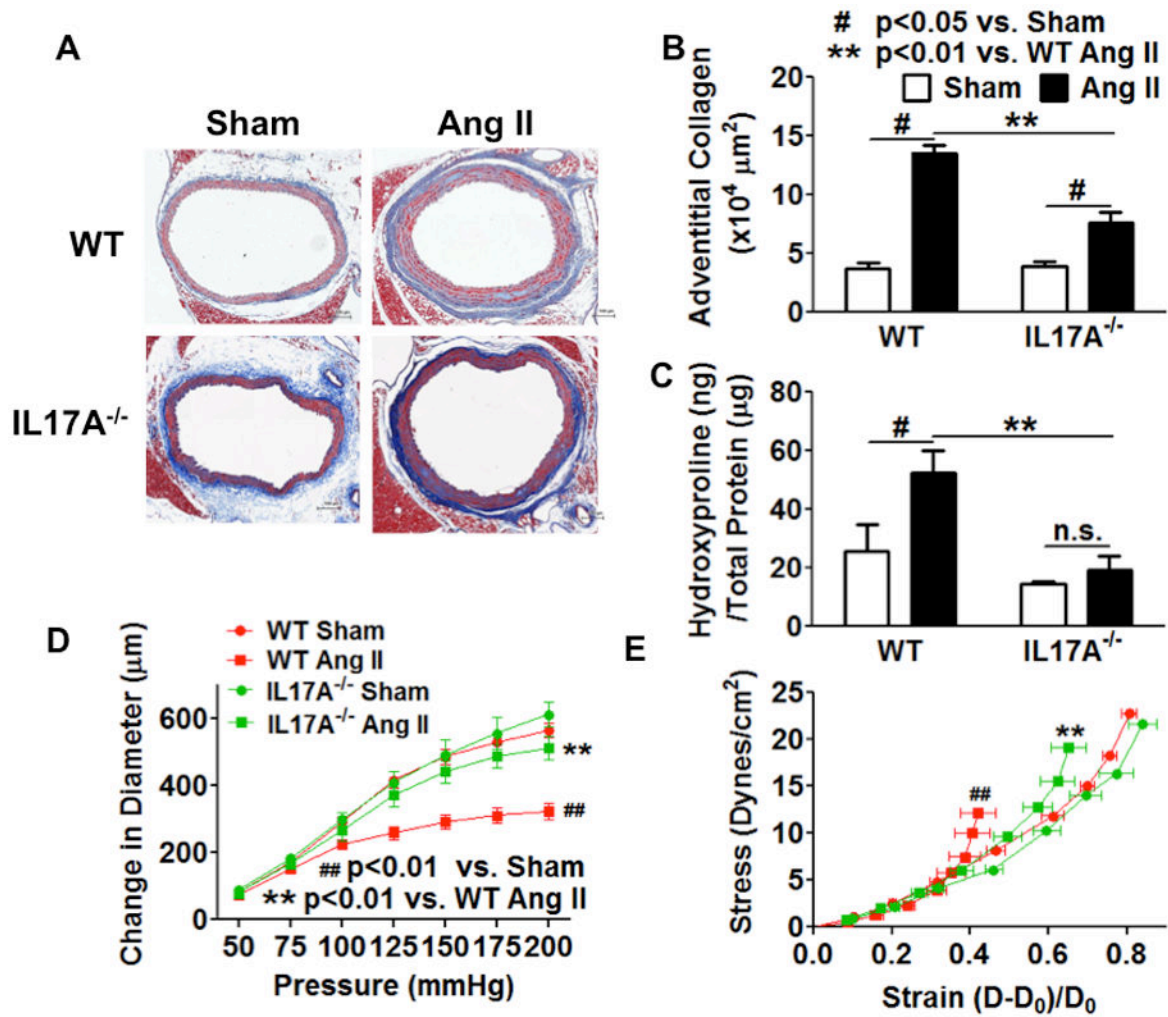 A
Sham Ang II
WT
IL17A-/-
B
# p<0.05 vs. Sham
** p<0.01 vs. WT Ang II
Sham Ang II
Adventitial Collagen
(x10⁴ μm²)
20
15
10
5
0
# ** #
WT IL17A-/-
C
Hydroxyproline (ng)
/Total Protein (μg)
80
60
40
20
0
# ** n.s.
WT IL17A-/-
D
WT Sham
WT Ang II
IL17A-/- Sham
IL17A-/- Ang II
Change in Diameter (μm)
600
400
200
0
**
##
## p<0.01 vs. Sham
** p<0.01 vs. WT Ang II
50 75 100 125 150 175 200
Pressure (mmHg)
E
Stress (Dynes/cm²)
25
20
15
10
5
0
##
**
0.0 0.2 0.4 0.6 0.8
Strain (D-D₀)/D₀